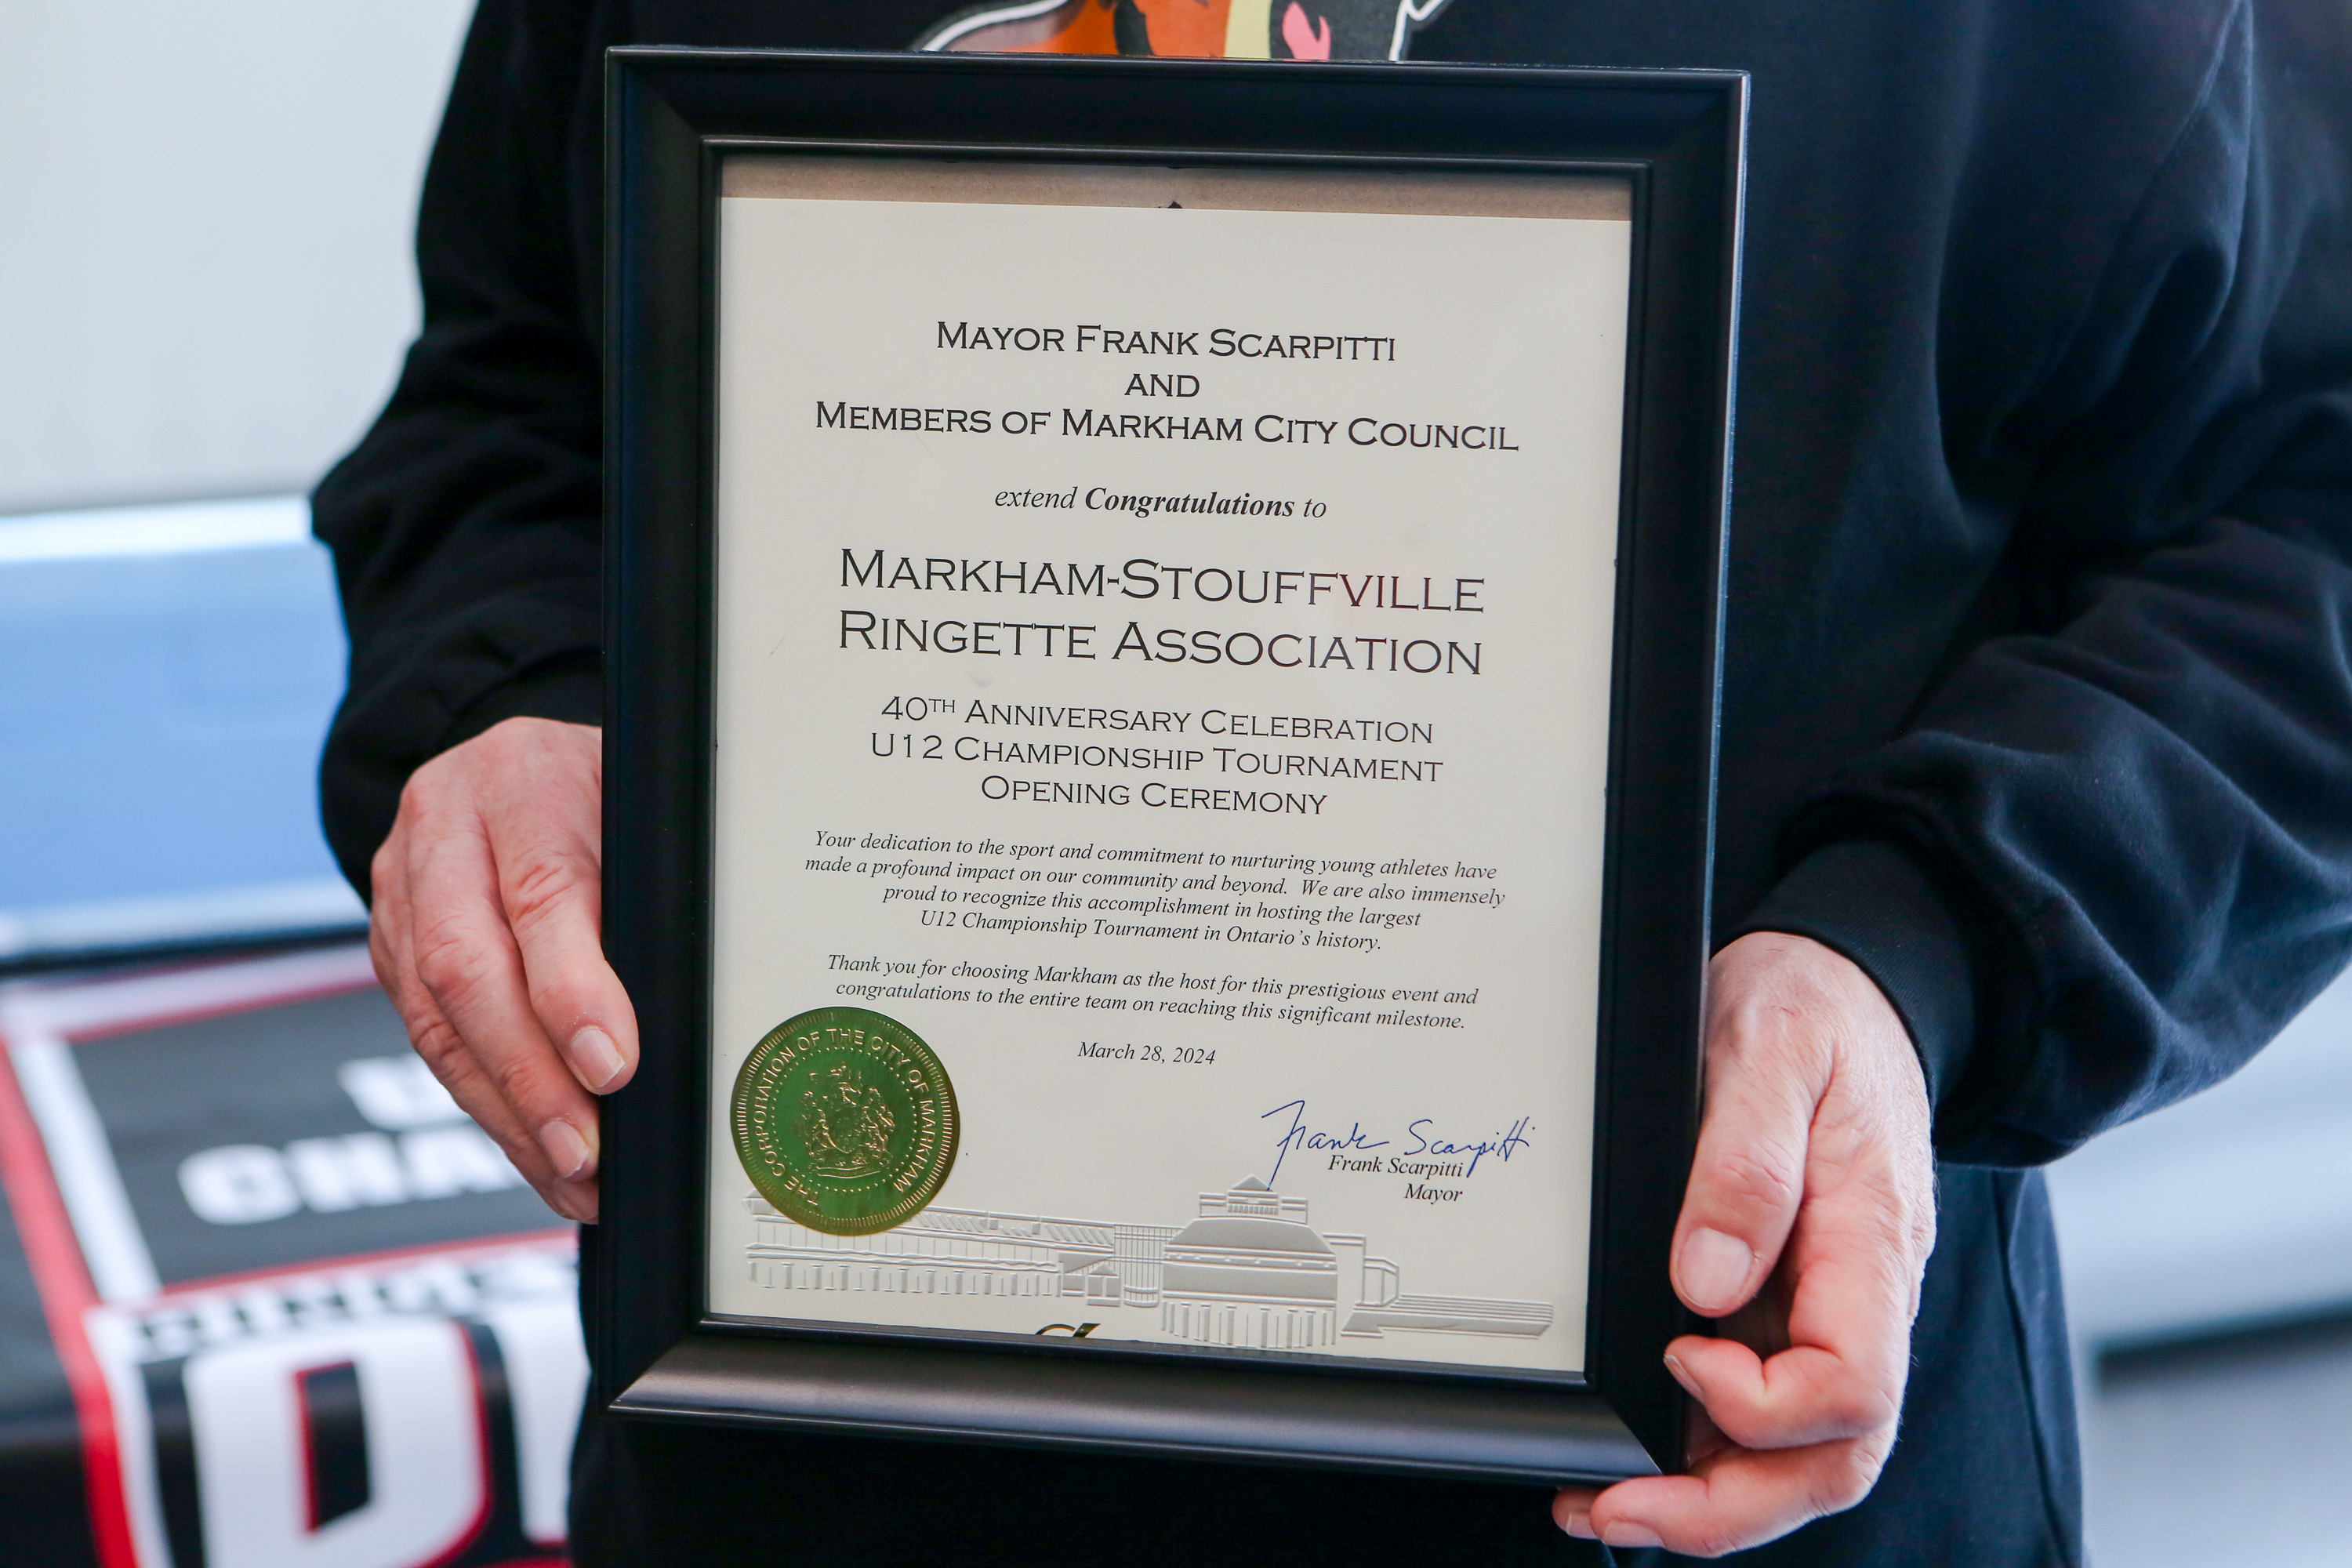 MAYOR FRANK SCARPITTI
AND
MEMBERS OF MARKHAM CITY COUNCIL
extend Congratulations to
MARKHAM-STOUFFVILLE
RINGETTE ASSOCIATION
40TH ANNIVERSARY CELEBRATION
U12 CHAMPIONSHIP TOURNAMENT
OPENING CEREMONY
Your dedication to the sport and commitment to nurturing young athletes have
made a profound impact on our community and beyond. We are also immensely
proud to recognize this accomplishment in hosting the largest
U12 Championship Tournament in Ontario's history.
Thank you for choosing Markham as the host for this prestigious event and
congratulations to the entire team on reaching this significant milestone.
March 28, 2024
THE CORPORATION OF THE CITY OF MARKHAM
Frank Scarpitti
Frank Scarpitti
Mayor